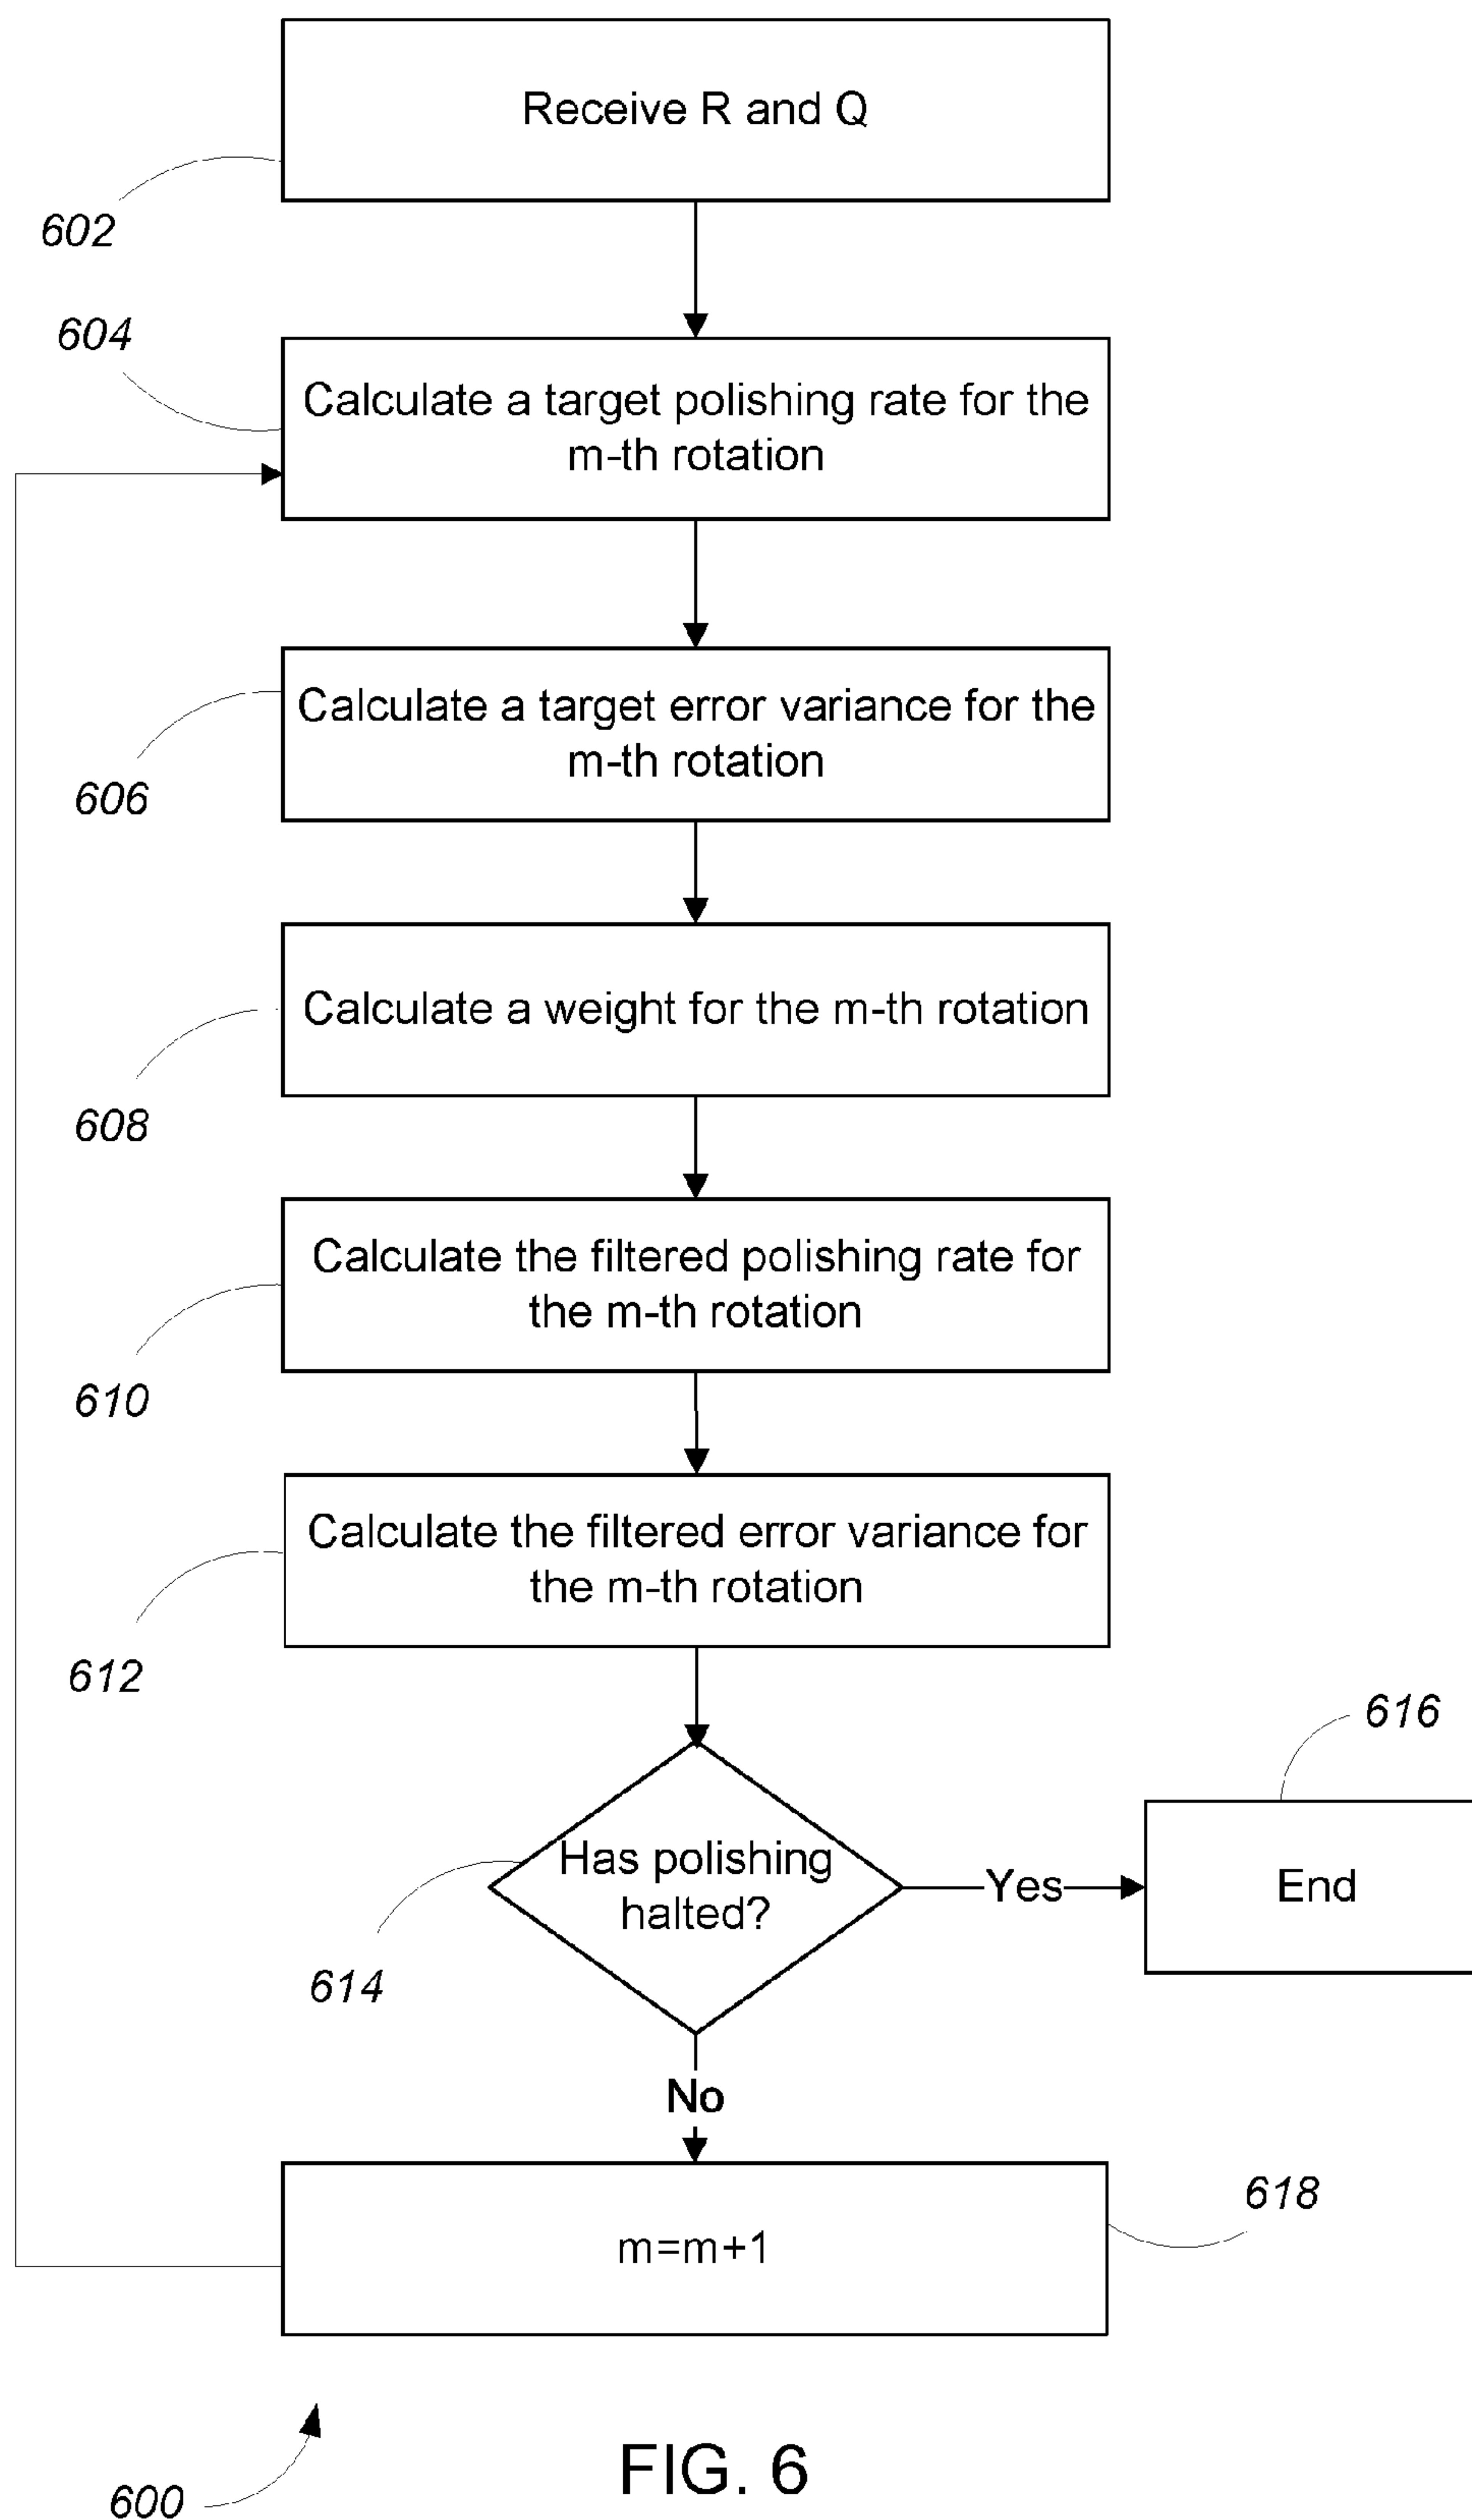 Receive R and Q
602
604
Calculate a target polishing rate for the
m-th rotation
Calculate a target error variance for the
m-th rotation
606
Calculate a weight for the m-th rotation
608
Calculate the filtered polishing rate for
the m-th rotation
610
Calculate the filtered error variance for
the m-th rotation
612
616
Has polishing
halted?
Yes
End
614
No
618
m=m+1
FIG. 6
600